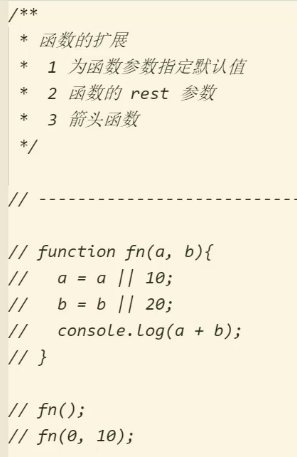 /**
 * 函数的扩展
 *  1 为函数参数指定默认值
 *  2 函数的 rest 参数
 *  3 箭头函数
 */
// ---------------------------
// function fn(a, b){
//   a = a || 10;
//   b = b || 20;
//   console.log(a + b);
// }
// fn();
// fn(0, 10);